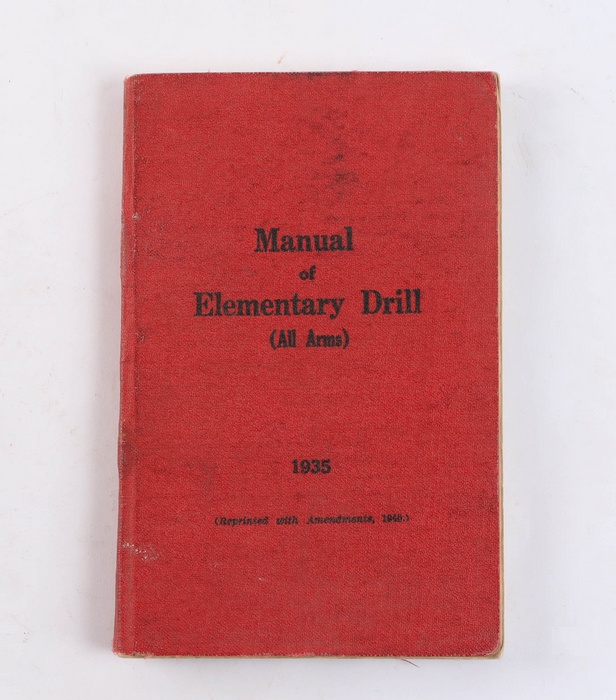 Manual
of
Elementary Drill
(All Arms)
1935
(Reprinted with Amendments, 1940.)